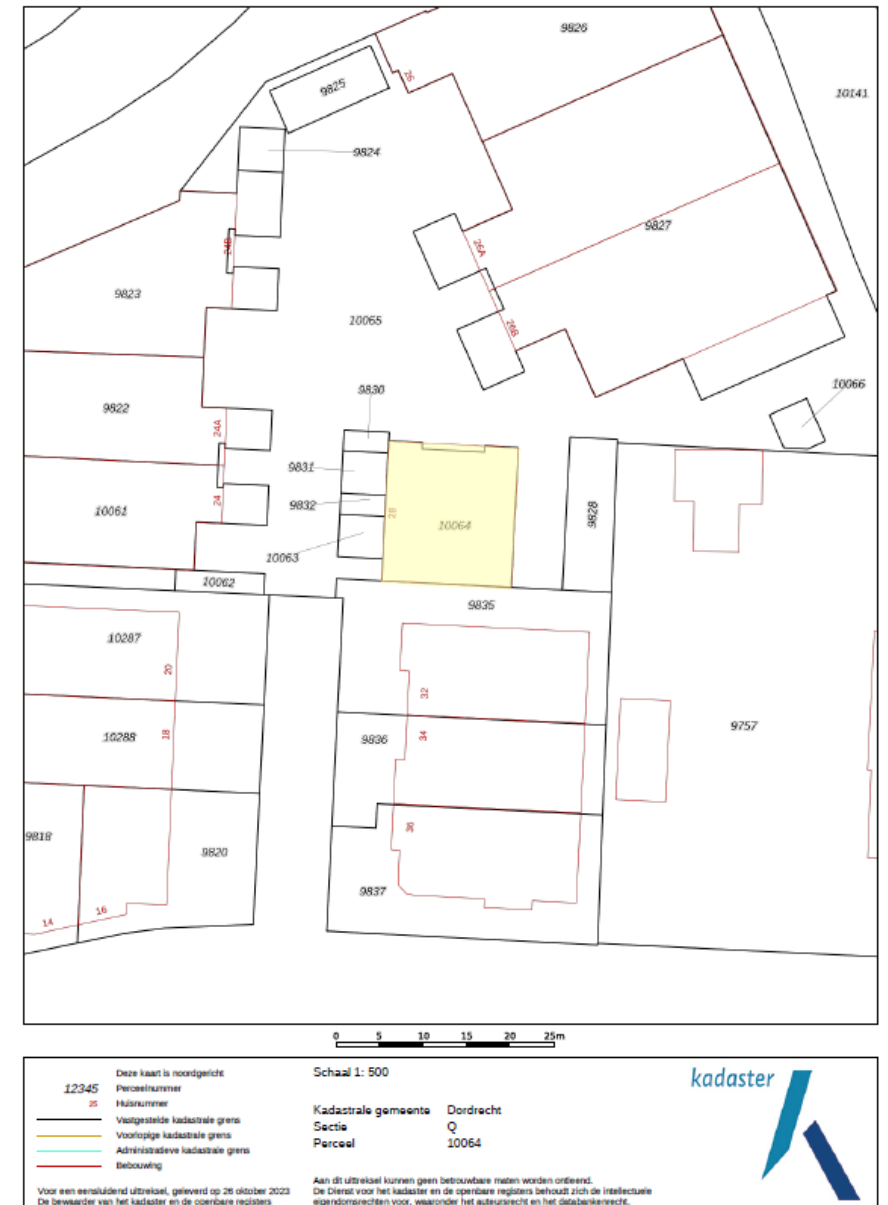 9826
26
9825
10141
9824
24B
26A
9827
9823
10065
26B
9830
10066
9822
24A
9831
9832
24
28
10064
9828
10061
10063
10062
9835
10287
20
32
9836
34
9757
10288
18
9818
36
9820
9837
14
16
0 5 10 15 20 25m
Deze kaart is noordgericht
12345 Perceelnummer
25 Huisnummer
Vastgestelde kadastrale grens
Voorlopige kadastrale grens
Administratieve kadastrale grens
Bebouwing
Voor een eensluidend uittreksel, geleverd op 26 oktober 2023
De bewaarder van het kadaster en de openbare registers
Schaal 1: 500
Kadastrale gemeente Dordrecht
Sectie Q
Perceel 10064
Aan dit uittreksel kunnen geen betrouwbare maten worden ontleend.
De Dienst voor het kadaster en de openbare registers behoudt zich de intellectuele
eigendomsrechten voor, waaronder het auteursrecht en het databankenrecht.
kadaster